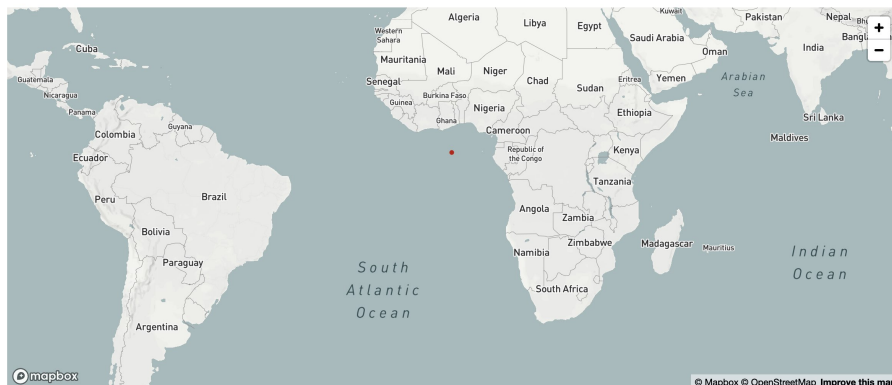 Algeria
Libya
Egypt
Kuwait
Pakistan
Nepal
Western
Sahara
Saudi Arabia
Oman
India
Cuba
Mauritania
Mali
Niger
Chad
Sudan
Eritrea
Yemen
Arabian
Sea
Guatemala
Nicaragua
Panama
Senegal
Guinea
Burkina Faso
Ghana
Nigeria
Ethiopia
Sri Lanka
Maldives
Colombia
Guyana
Cameroon
Ecuador
Republic of
the Congo
Kenya
Peru
Brazil
Tanzania
Angola
Zambia
Bolivia
Zimbabwe
Madagascar
Mauritius
Namibia
Paraguay
South
Atlantic
Ocean
Indian
Ocean
South Africa
Argentina
mapbox
© Mapbox © OpenStreetMap Improve this map
+
−